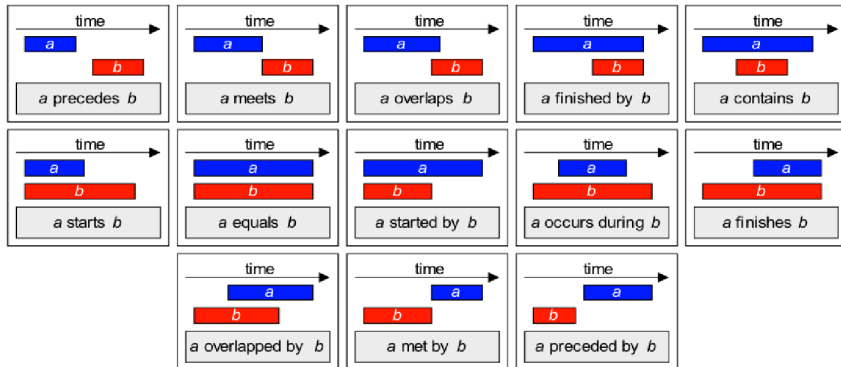 time time time time time
a a a a a
b b b b b
a precedes b a meets b a overlaps b a finished by b a contains b
time time time time time
a a a a a
b b b b b
a starts b a equals b a started by b a occurs during b a finishes b
time time time
a a a
b b b
a overlapped by b a met by b a preceded by b